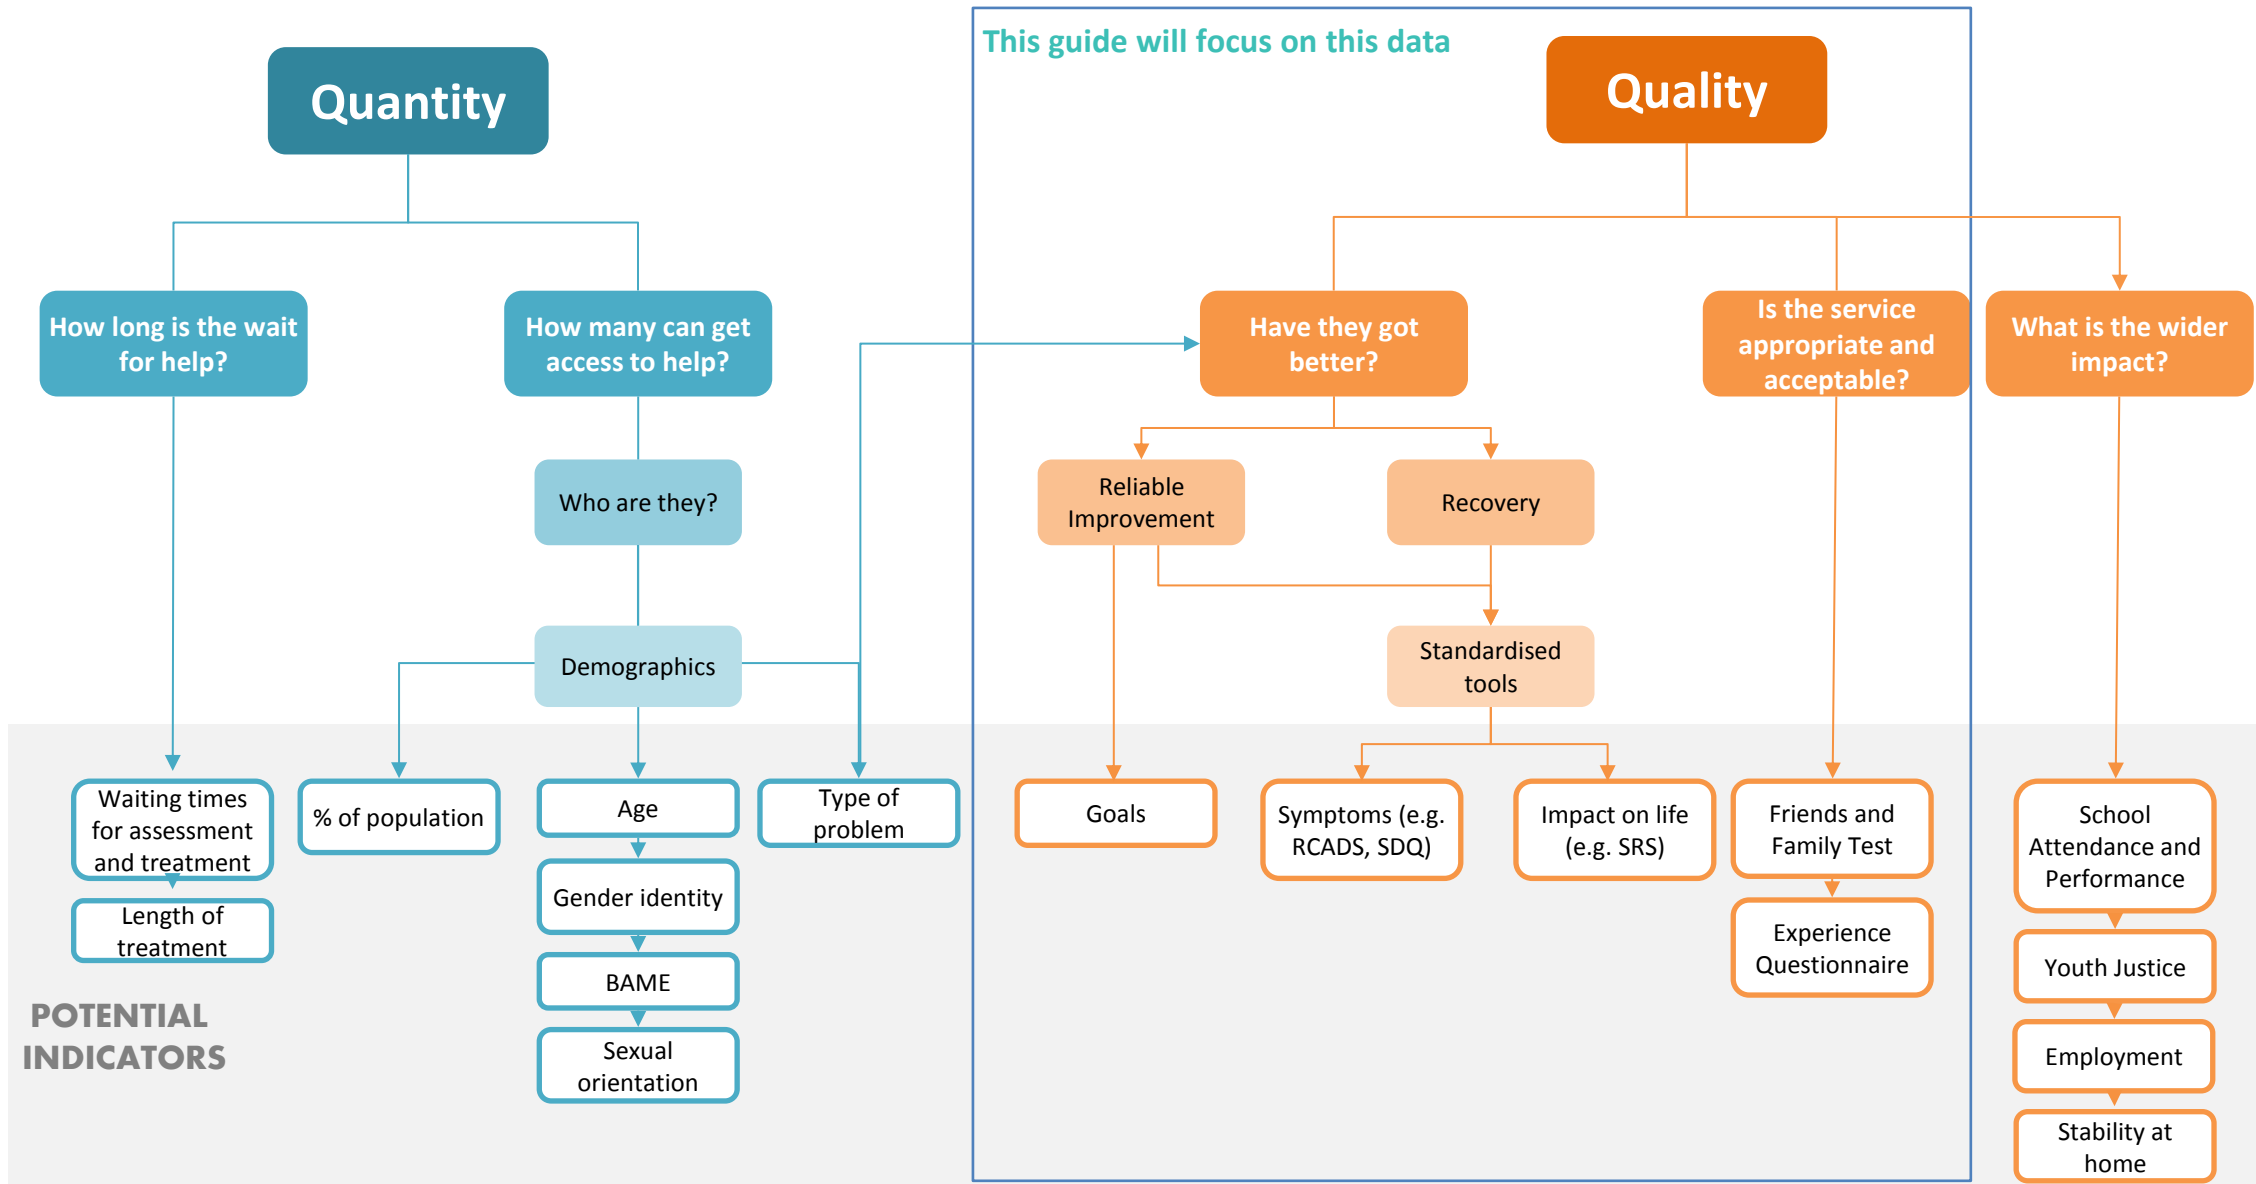 This guide will focus on this data
Quantity
Quality
How long is the wait
for help?
How many can get
access to help?
Have they got
better?
Is the service
appropriate and
acceptable?
What is the wider
impact?
Who are they?
Reliable
Improvement
Recovery
Demographics
Standardised
tools
Waiting times
for assessment
and treatment
% of population
Age
Type of
problem
Goals
Symptoms (e.g.
RCADS, SDQ)
Impact on life
(e.g. SRS)
Friends and
Family Test
School
Attendance and
Performance
Length of
treatment
Gender identity
Experience
Questionnaire
BAME
Youth Justice
Sexual
orientation
Employment
Stability at
home
POTENTIAL
INDICATORS